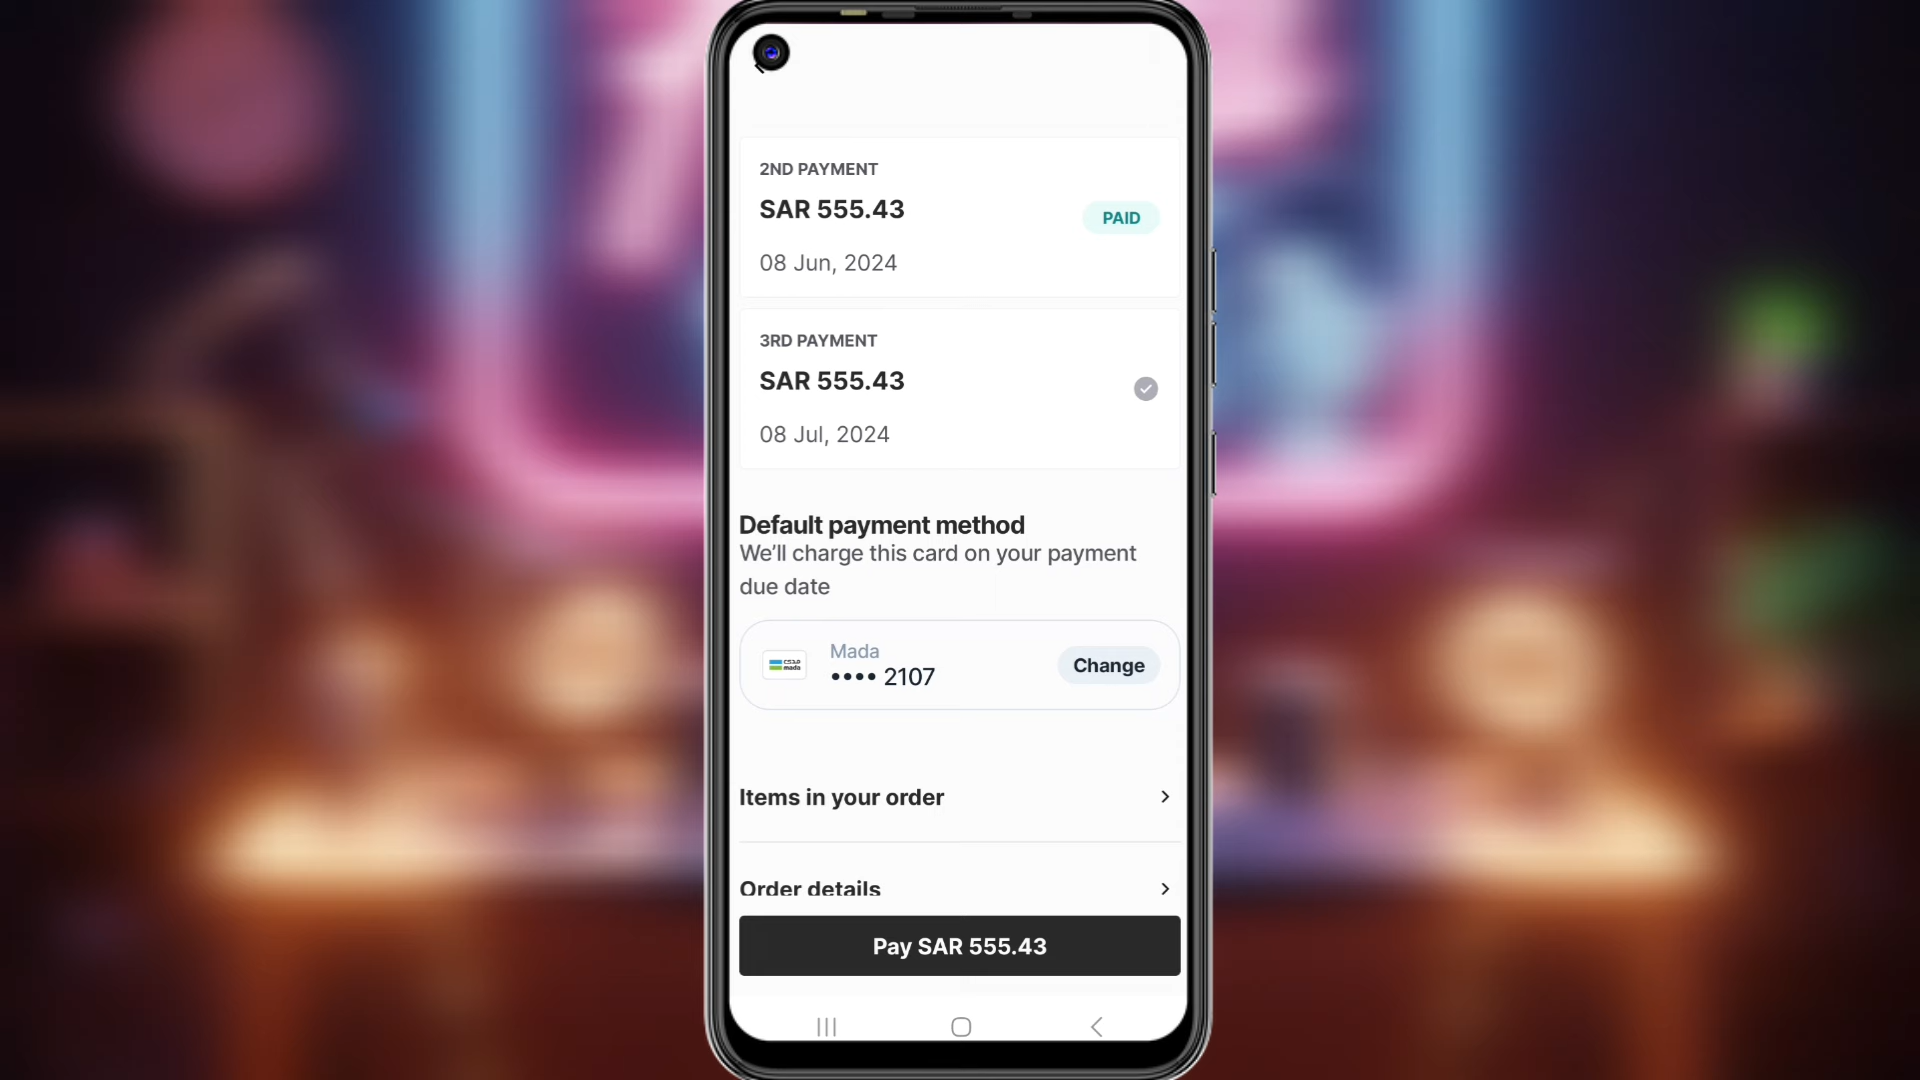 2ND PAYMENT
SAR 555.43
PAID
08 Jun, 2024
3RD PAYMENT
SAR 555.43
08 Jul, 2024
Default payment method
We'll charge this card on your payment
due date
Mada
•••• 2107
Change
مدى
mada
Items in your order
Order details
Pay SAR 555.43